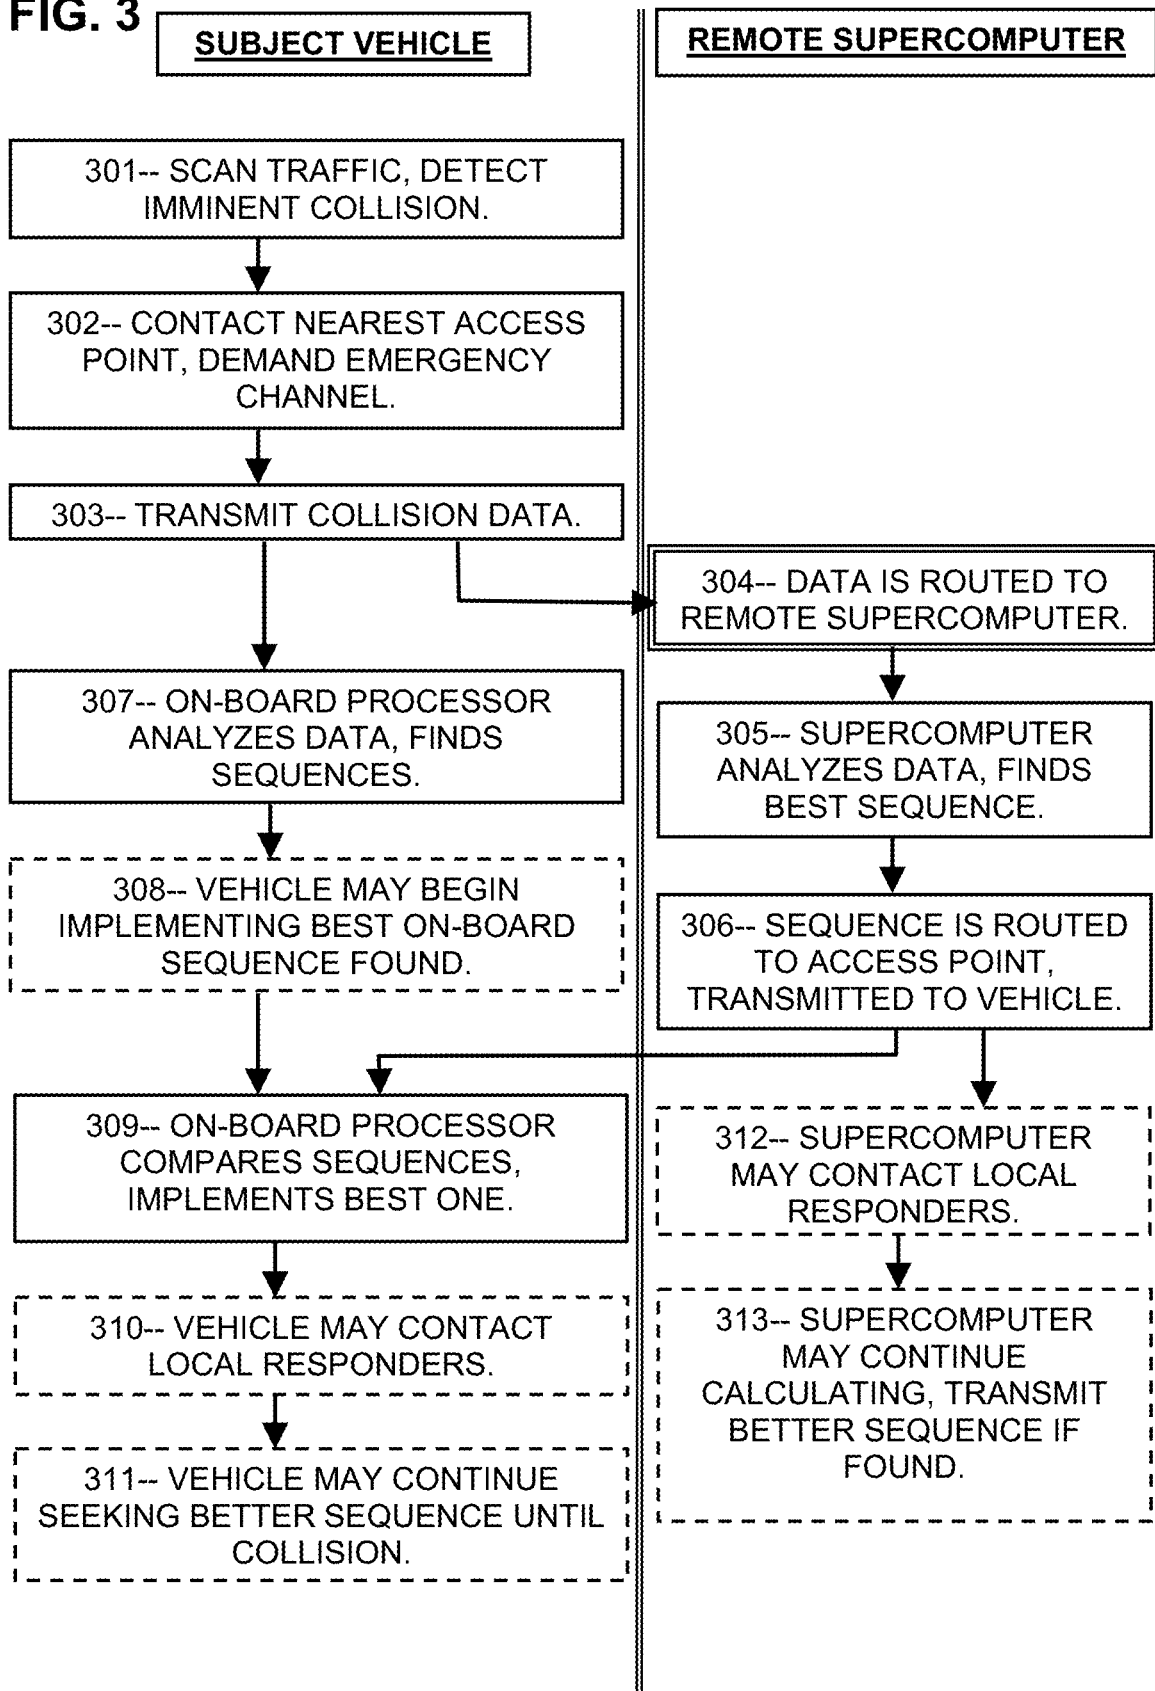 FIG. 3
SUBJECT VEHICLE
REMOTE SUPERCOMPUTER
301-- SCAN TRAFFIC, DETECT
IMMINENT COLLISION.
302-- CONTACT NEAREST ACCESS
POINT, DEMAND EMERGENCY
CHANNEL.
303-- TRANSMIT COLLISION DATA.
304-- DATA IS ROUTED TO
REMOTE SUPERCOMPUTER.
307-- ON-BOARD PROCESSOR
ANALYZES DATA, FINDS
SEQUENCES.
305-- SUPERCOMPUTER
ANALYZES DATA, FINDS
BEST SEQUENCE.
308-- VEHICLE MAY BEGIN
IMPLEMENTING BEST ON-BOARD
SEQUENCE FOUND.
306-- SEQUENCE IS ROUTED
TO ACCESS POINT,
TRANSMITTED TO VEHICLE.
309-- ON-BOARD PROCESSOR
COMPARES SEQUENCES,
IMPLEMENTS BEST ONE.
312-- SUPERCOMPUTER
MAY CONTACT LOCAL
RESPONDERS.
310-- VEHICLE MAY CONTACT
LOCAL RESPONDERS.
313-- SUPERCOMPUTER
MAY CONTINUE
CALCULATING, TRANSMIT
BETTER SEQUENCE IF
FOUND.
311-- VEHICLE MAY CONTINUE
SEEKING BETTER SEQUENCE UNTIL
COLLISION.